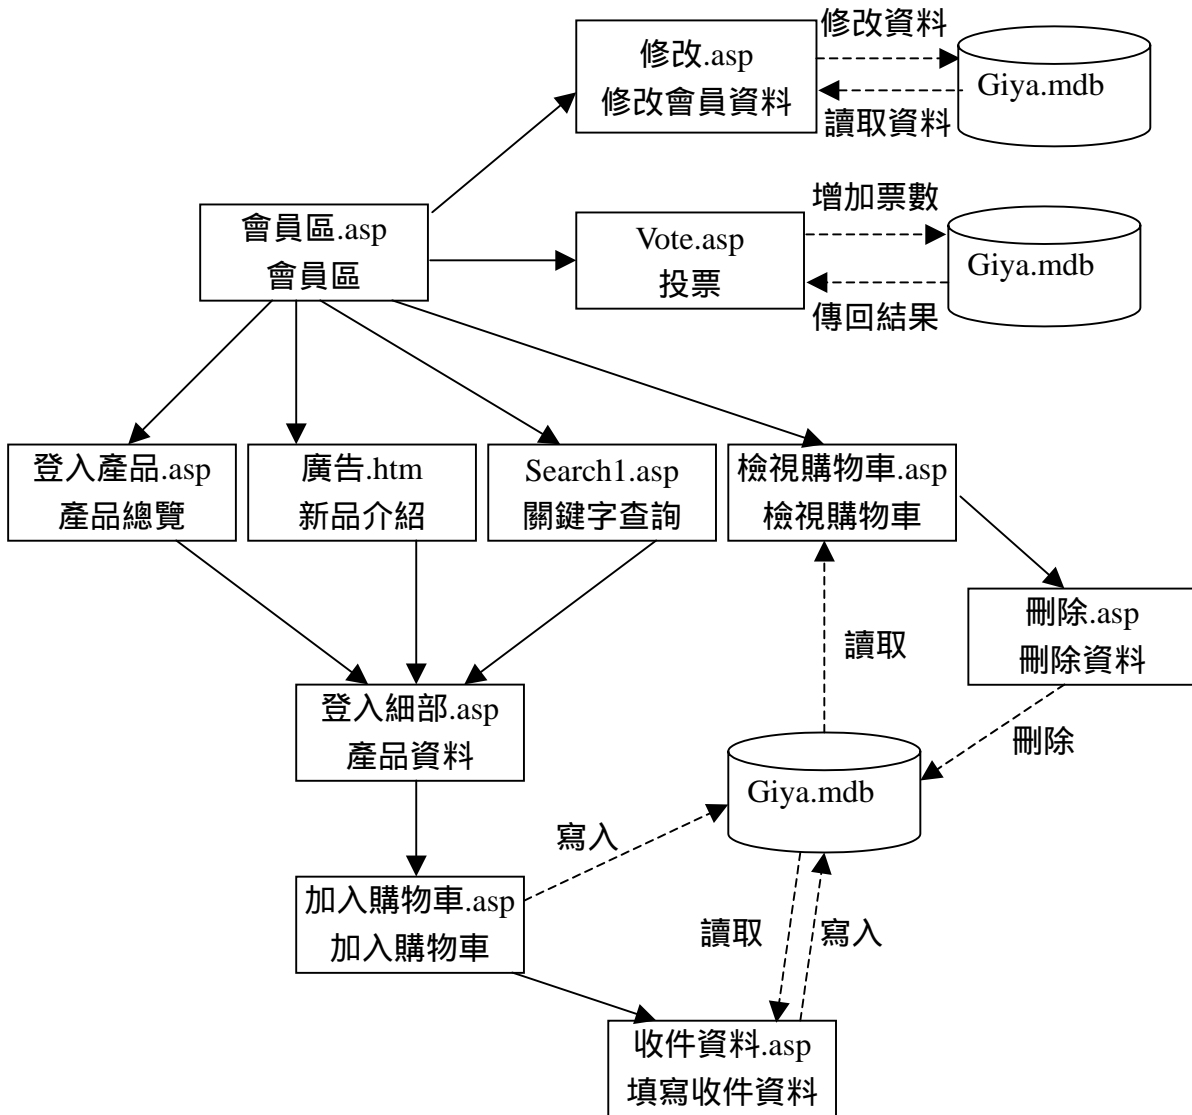 修改.asp
修改會員資料
修改資料
讀取資料
Giya.mdb
會員區.asp
會員區
Vote.asp
投票
增加票數
傳回結果
Giya.mdb
登入產品.asp
產品總覽
廣告.htm
新品介紹
Search1.asp
關鍵字查詢
檢視購物車.asp
檢視購物車
刪除.asp
刪除資料
讀取
刪除
登入細部.asp
產品資料
Giya.mdb
寫入
加入購物車.asp
加入購物車
讀取
寫入
收件資料.asp
填寫收件資料